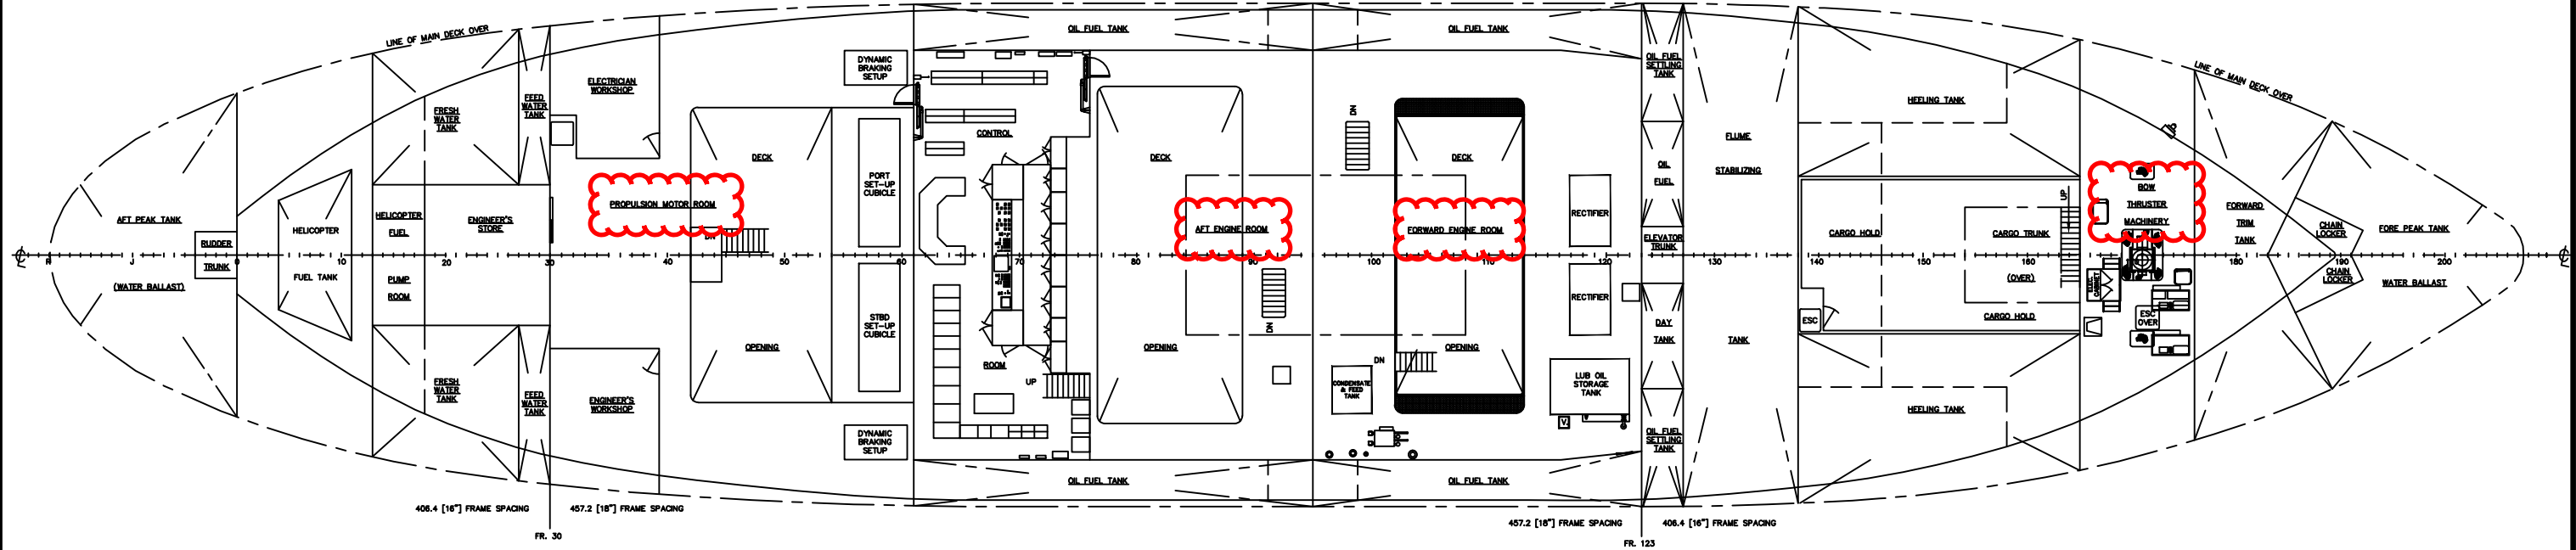 LINE OF MAIN DECK OVER
AFT PEAK TANK
(WATER BALLAST)
RUDDER
TRUNK
HELICOPTER
FUEL TANK
FRESH
WATER
TANK
FEED
WATER
TANK
HELICOPTER
FUEL
PUMP
ROOM
ENGINEER'S
STORE
FRESH
WATER
TANK
FEED
WATER
TANK
ELECTRICIAN
WORKSHOP
PROPULSION MOTOR ROOM
DN
ENGINEER'S
WORKSHOP
DECK
OPENING
DYNAMIC
BRAKING
SETUP
PORT
SET-UP
CUBICLE
STBD
SET-UP
CUBICLE
DYNAMIC
BRAKING
SETUP
CONTROL
ROOM
UP
OIL FUEL TANK
OIL FUEL TANK
DECK
OPENING
AFT ENGINE ROOM
DN
DN
DECK
OPENING
FORWARD ENGINE ROOM
DN
CONDENSATE
& FEED
TANK
RECTIFIER
RECTIFIER
LUB OIL
STORAGE
TANK
V
OIL FUEL TANK
OIL FUEL TANK
OIL FUEL
SETTLING
TANK
OIL
FUEL
ELEVATOR
TRUNK
DAY
TANK
OIL FUEL
SETTLING
TANK
FLUME
STABILIZING
TANK
HEELING TANK
CARGO HOLD
CARGO TRUNK
(OVER)
CARGO HOLD
ESC
UP
HEELING TANK
BOW
THRUSTER
MACHINERY
ELEC
CABINET
ESC
OVER
LINE OF MAIN DECK OVER
FORWARD
TRIM
TANK
CHAIN
LOCKER
CHAIN
LOCKER
FORE PEAK TANK
WATER BALLAST
0 10 20 30 40 50 60 70 80 90 100 110 120 130 140 150 160 180 190 200
406.4 [16"] FRAME SPACING
457.2 [18"] FRAME SPACING
FR. 30
457.2 [18"] FRAME SPACING
406.4 [16"] FRAME SPACING
FR. 123